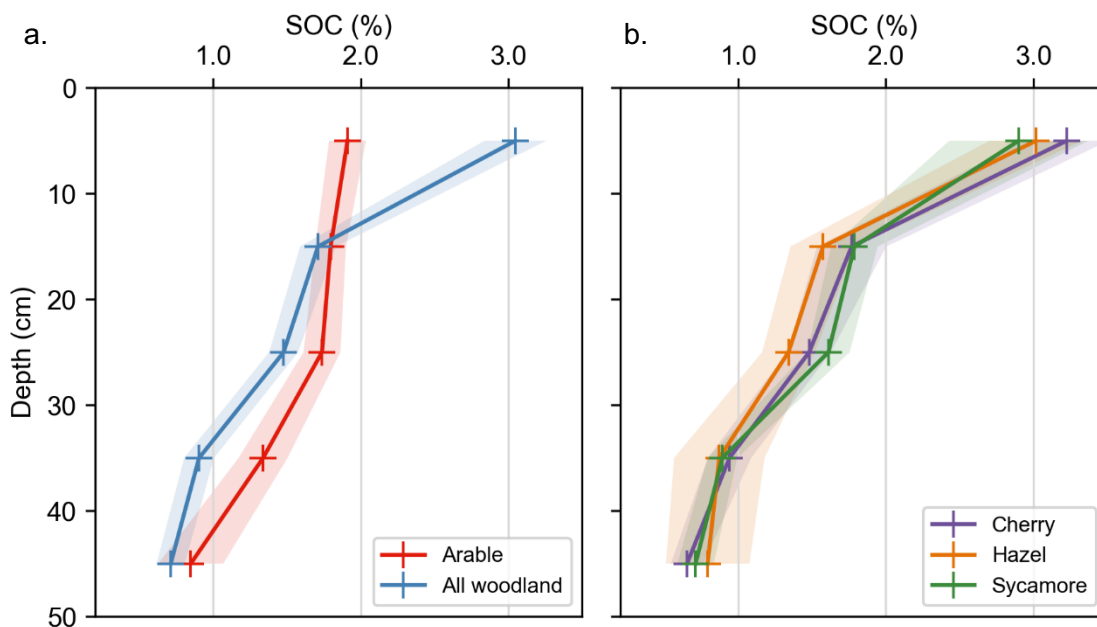 a.
SOC (%)
1.0 2.0 3.0
0
10
20
30
40
50
Depth (cm)
Arable
All woodland
b.
SOC (%)
1.0 2.0 3.0
Cherry
Hazel
Sycamore